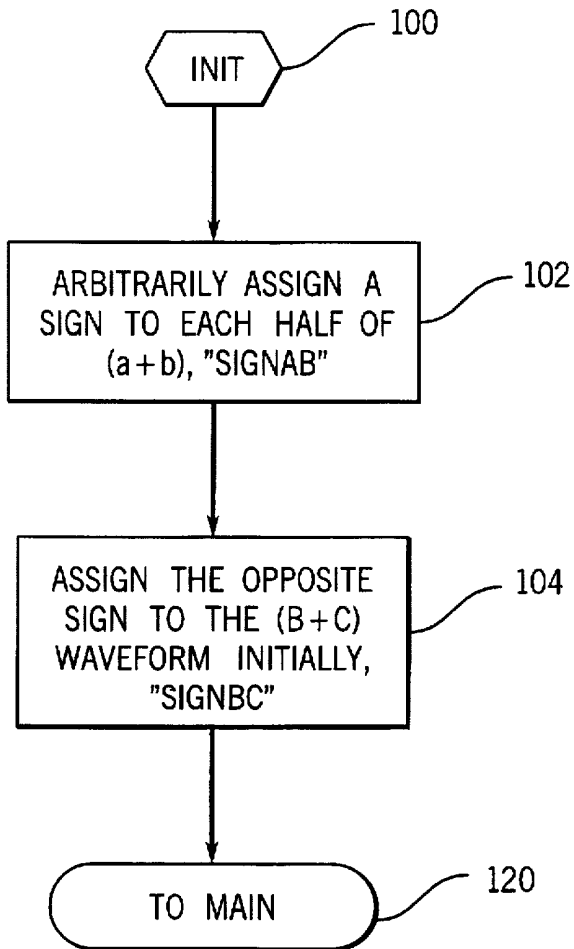 100
INIT
102
ARBITRARILY ASSIGN A
SIGN TO EACH HALF OF
(a+b), "SIGNAB"
104
ASSIGN THE OPPOSITE
SIGN TO THE (B+C)
WAVEFORM INITIALLY,
"SIGNBC"
120
TO MAIN